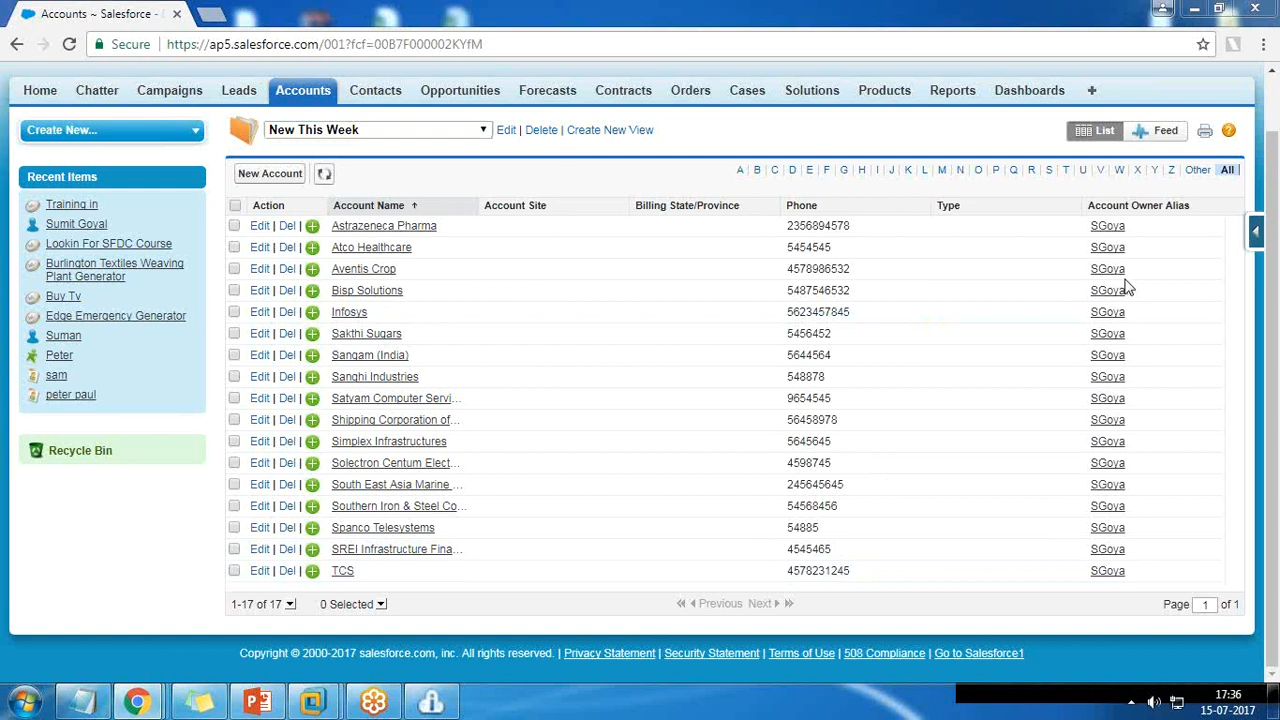 Accounts ~ Salesforce -
Secure https://ap5.salesforce.com/001?fcf=00B7F000002KYfM
Home Chatter Campaigns Leads Accounts Contacts Opportunities Forecasts Contracts Orders Cases Solutions Products Reports Dashboards +
Create New...
New This Week Edit | Delete | Create New View List Feed
Recent Items
Training in
Sumit Goyal
Lookin For SFDC Course
Burlington Textiles Weaving
Plant Generator
Buy Tv
Edge Emergency Generator
Suman
Peter
sam
peter paul
Recycle Bin
New Account A B C D E F G H I J K L M N O P Q R S T U V W X Y Z Other All
Action Account Name Account Site Billing State/Province Phone Type Account Owner Alias
Edit | Del | Astrazeneca Pharma 2356894578 SGoya
Edit | Del | Atco Healthcare 5454545 SGoya
Edit | Del | Aventis Crop 4578986532 SGoya
Edit | Del | Bisp Solutions 5487546532 SGoya
Edit | Del | Infosys 5623457845 SGoya
Edit | Del | Sakthi Sugars 5456452 SGoya
Edit | Del | Sangam (India) 5644564 SGoya
Edit | Del | Sanghi Industries 548878 SGoya
Edit | Del | Satyam Computer Servi... 9654545 SGoya
Edit | Del | Shipping Corporation of... 56458978 SGoya
Edit | Del | Simplex Infrastructures 5645645 SGoya
Edit | Del | Solectron Centum Elect... 4598745 SGoya
Edit | Del | South East Asia Marine ... 245645645 SGoya
Edit | Del | Southern Iron & Steel Co... 54568456 SGoya
Edit | Del | Spanco Telesystems 54885 SGoya
Edit | Del | SREI Infrastructure Fina... 4545465 SGoya
Edit | Del | TCS 4578231245 SGoya
1-17 of 17 0 Selected Previous Next Page 1 of 1
Copyright © 2000-2017 salesforce.com, inc. All rights reserved. | Privacy Statement | Security Statement | Terms of Use | 508 Compliance | Go to Salesforce1
17:36
15-07-2017